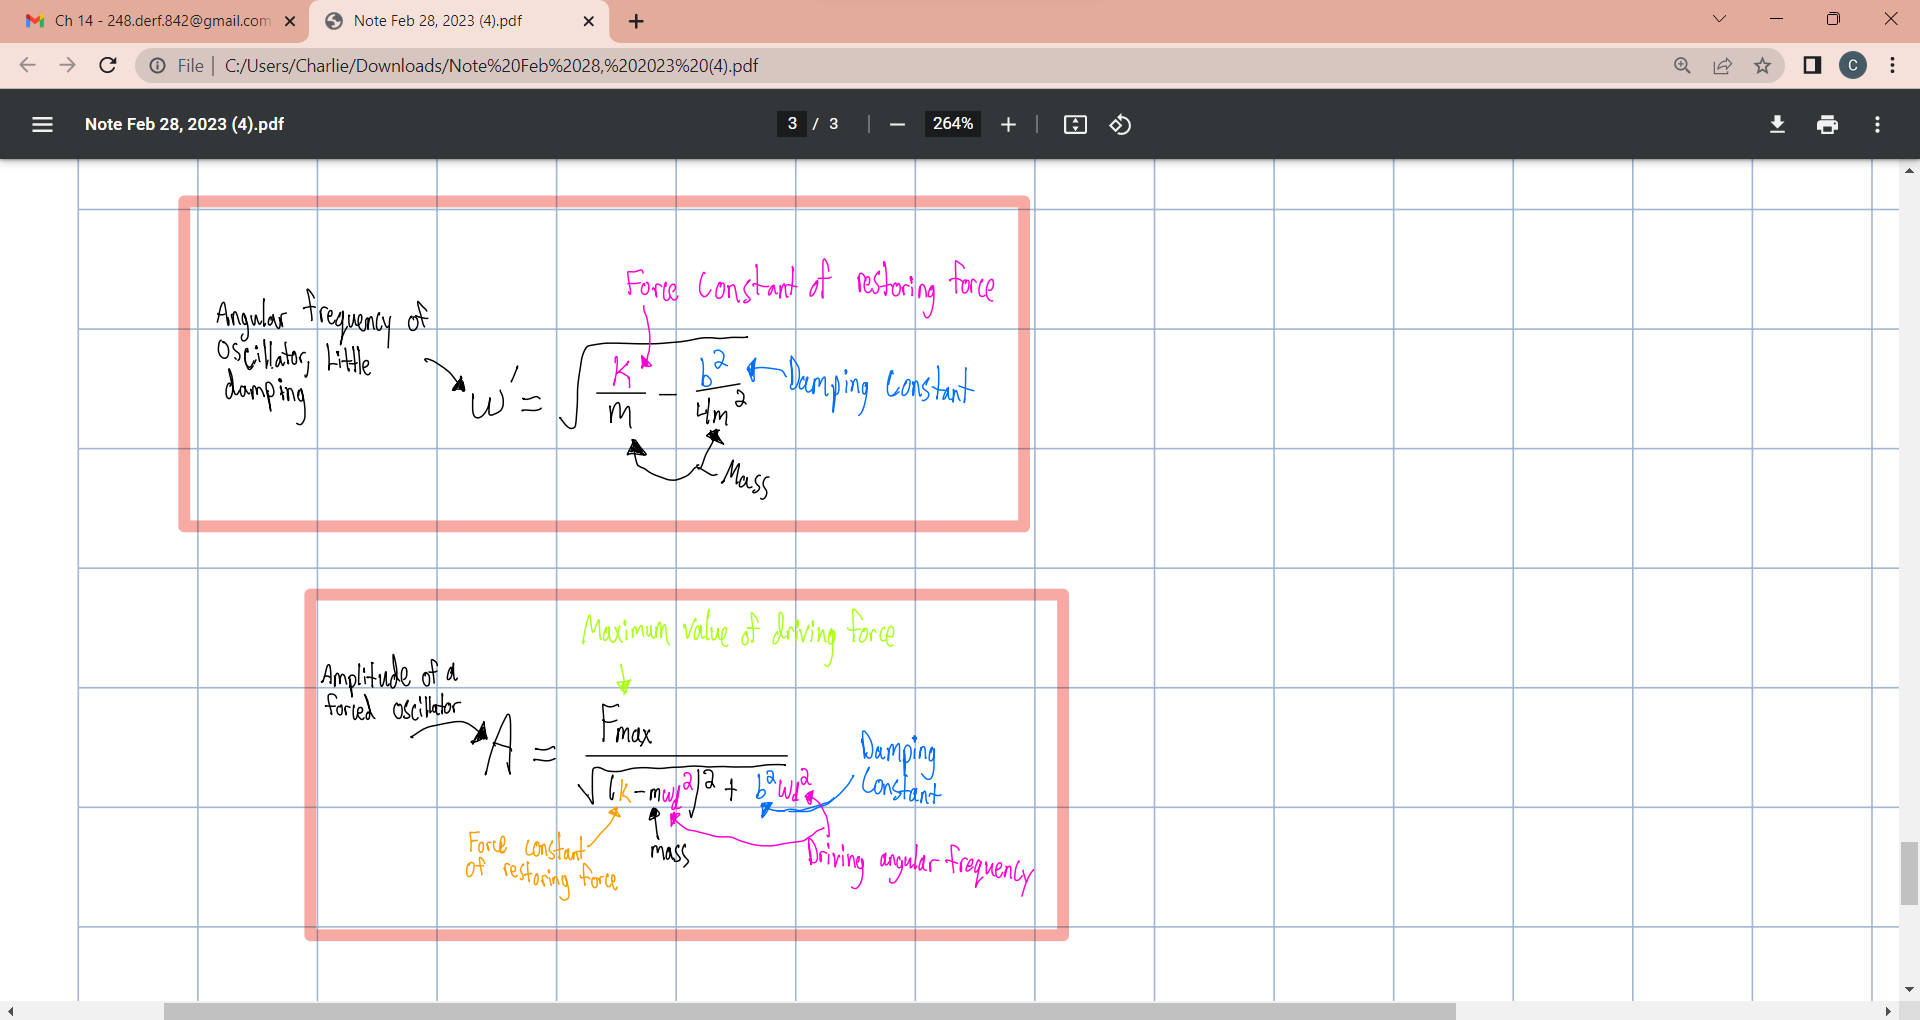 Ch 14 - 248.derf.842@gmail.com
Note Feb 28, 2023 (4).pdf
File | C:/Users/Charlie/Downloads/Note%20Feb%2028,%202023%20(4).pdf
C
Note Feb 28, 2023 (4).pdf
3 / 3
264%
Force Constant of restoring force
Angular frequency of
Oscillator, Little
damping
ω' = √(k/m - b²/4m²)
Damping Constant
Mass
Maximum value of driving force
Amplitude of a
forced oscillator
A = Fmax / √((k-mωd²)² + b²ωd²)
Damping
Constant
Force constant
of restoring force
mass
Driving angular frequency